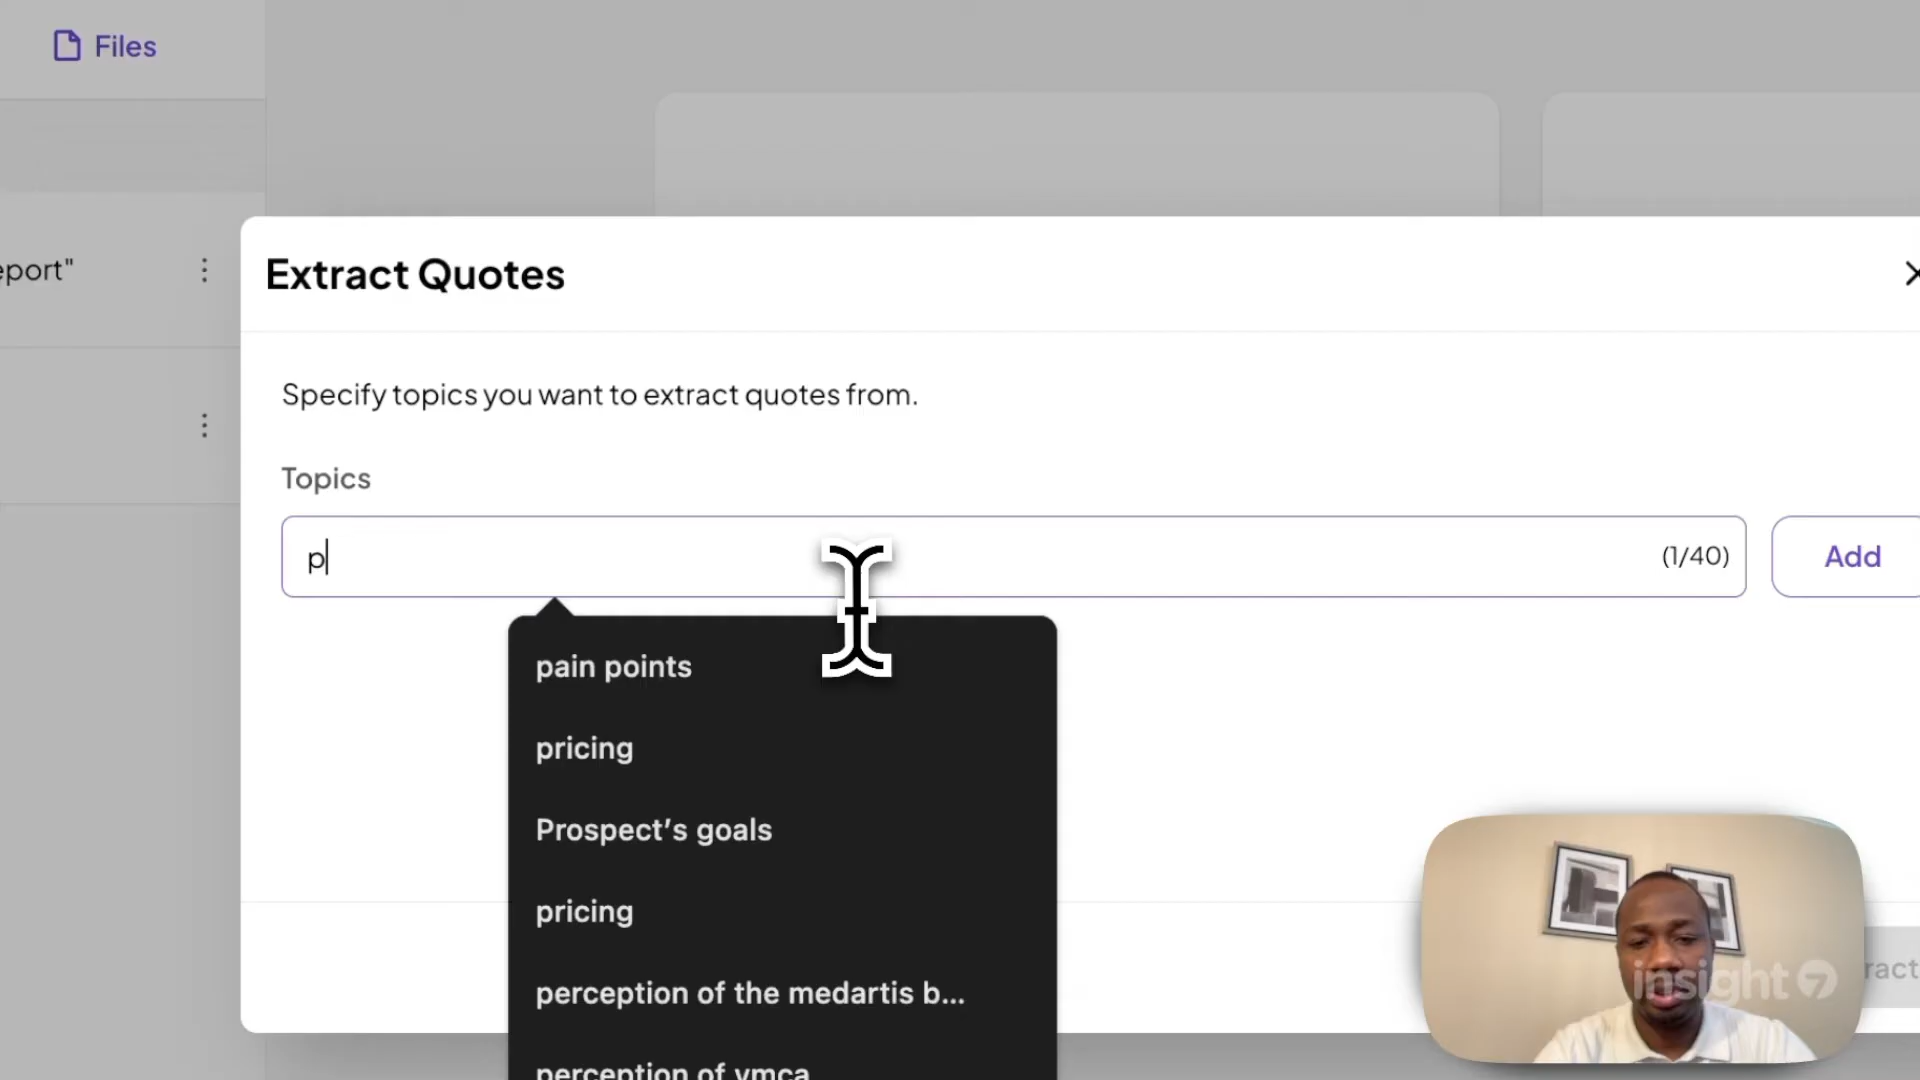 Files
eport"
Extract Quotes
Specify topics you want to extract quotes from.
Topics
p
(1/40)
Add
pain points
pricing
Prospect's goals
pricing
perception of the medartis b...
perception of ymca
insight 7
ract